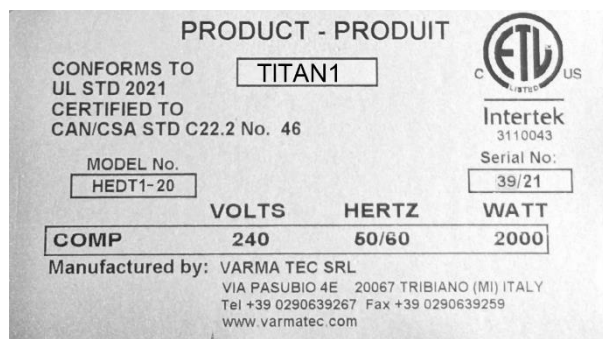 PRODUCT - PRODUIT
CONFORMS TO
UL STD 2021
CERTIFIED TO
CAN/CSA STD C22.2 No. 46
TITAN1
C ETL US
LISTED
Intertek
3110043
MODEL No.
HEDT1-20
Serial No:
39/21
VOLTS HERTZ WATT
COMP 240 50/60 2000
Manufactured by: VARMA TEC SRL
VIA PASUBIO 4E 20067 TRIBIANO (MI) ITALY
Tel +39 0290639267 Fax +39 0290639259
www.varmatec.com